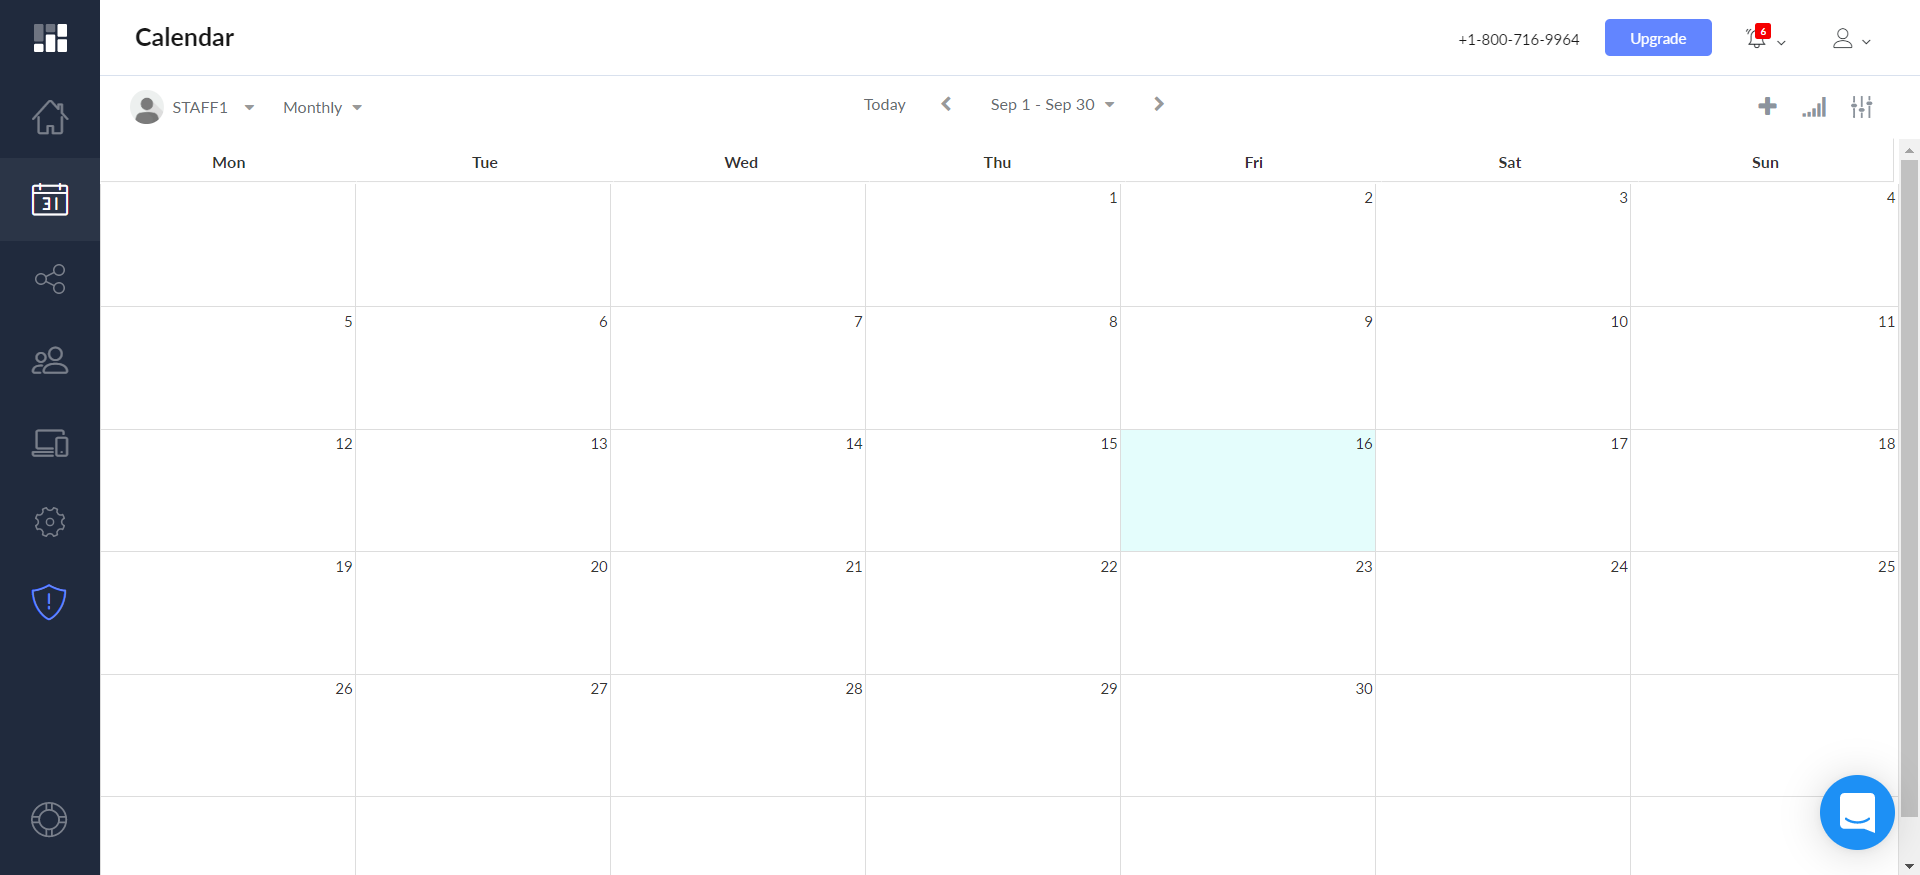 Calendar
+1-800-716-9964
Upgrade
6
31
STAFF1
Monthly
Today
Sep 1 - Sep 30
Mon Tue Wed Thu Fri Sat Sun
1 2 3 4
5 6 7 8 9 10 11
12 13 14 15 16 17 18
19 20 21 22 23 24 25
26 27 28 29 30